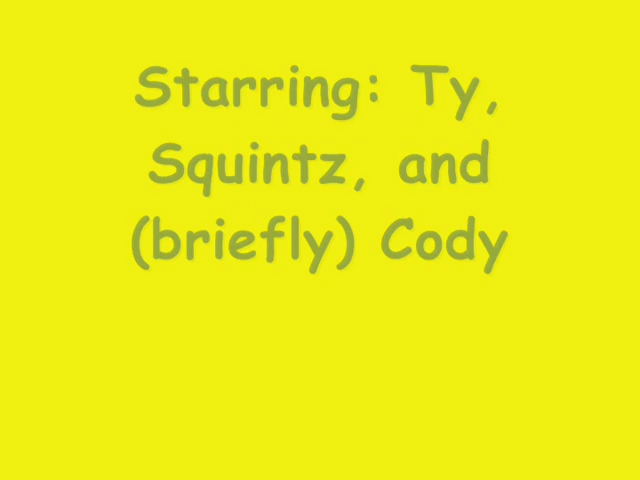 Starring: Ty,
Squintz, and
(briefly) Cody